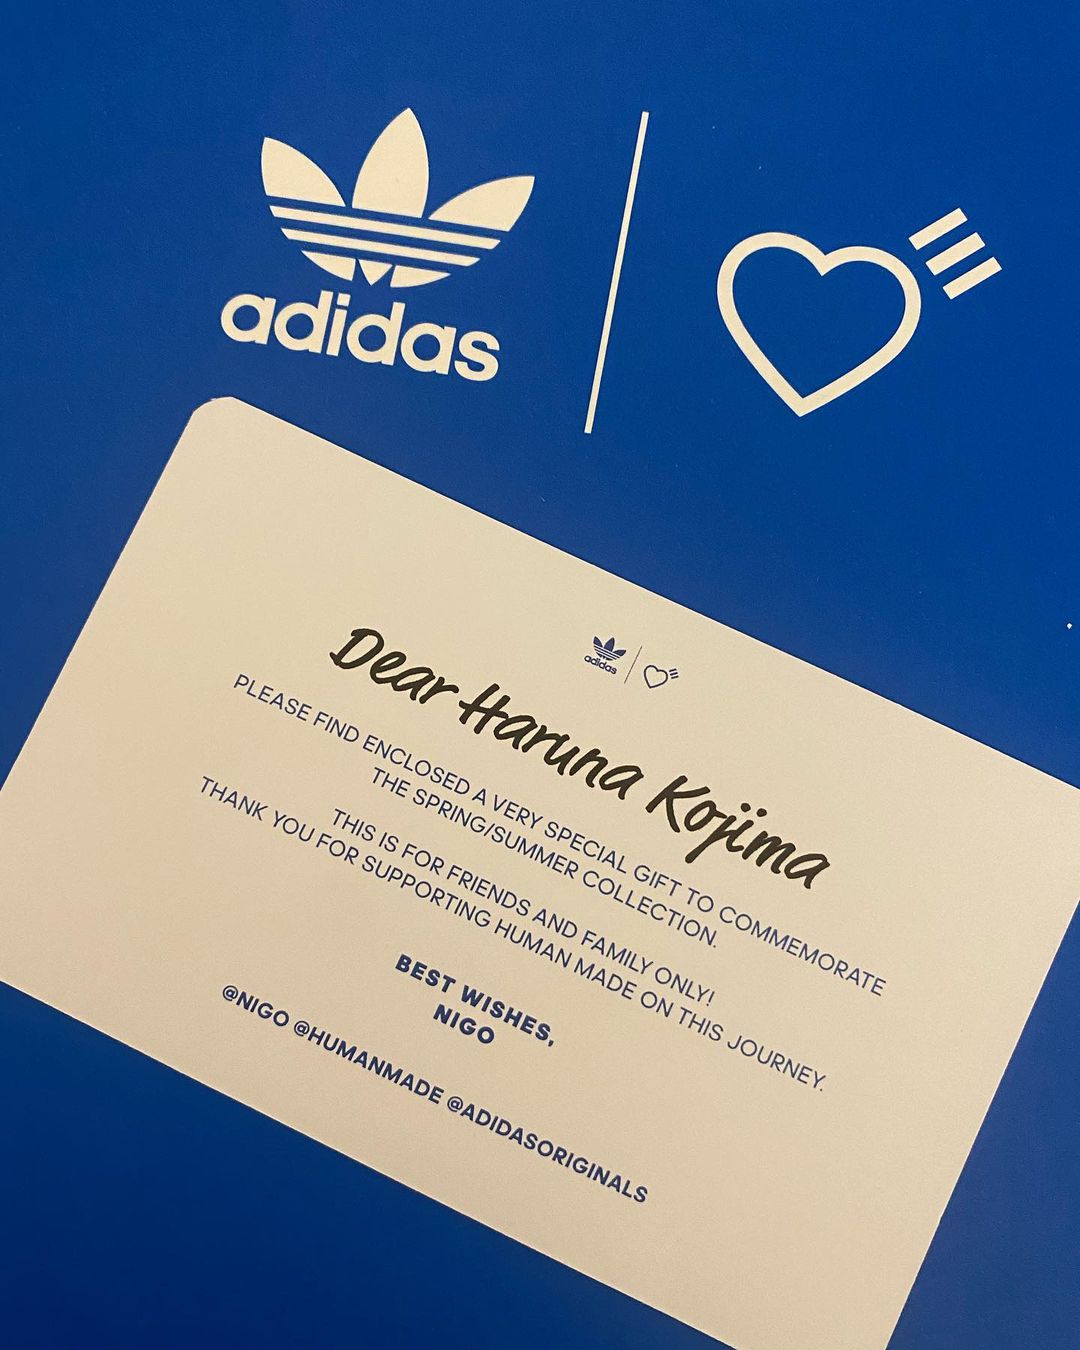 adidas
adidas
Dear Haruna Kojima
PLEASE FIND ENCLOSED A VERY SPECIAL GIFT TO COMMEMORATE
THE SPRING/SUMMER COLLECTION.
THIS IS FOR FRIENDS AND FAMILY ONLY!
THANK YOU FOR SUPPORTING HUMAN MADE ON THIS JOURNEY.
BEST WISHES,
NIGO
@NIGO @HUMANMADE @ADIDASORIGINALS